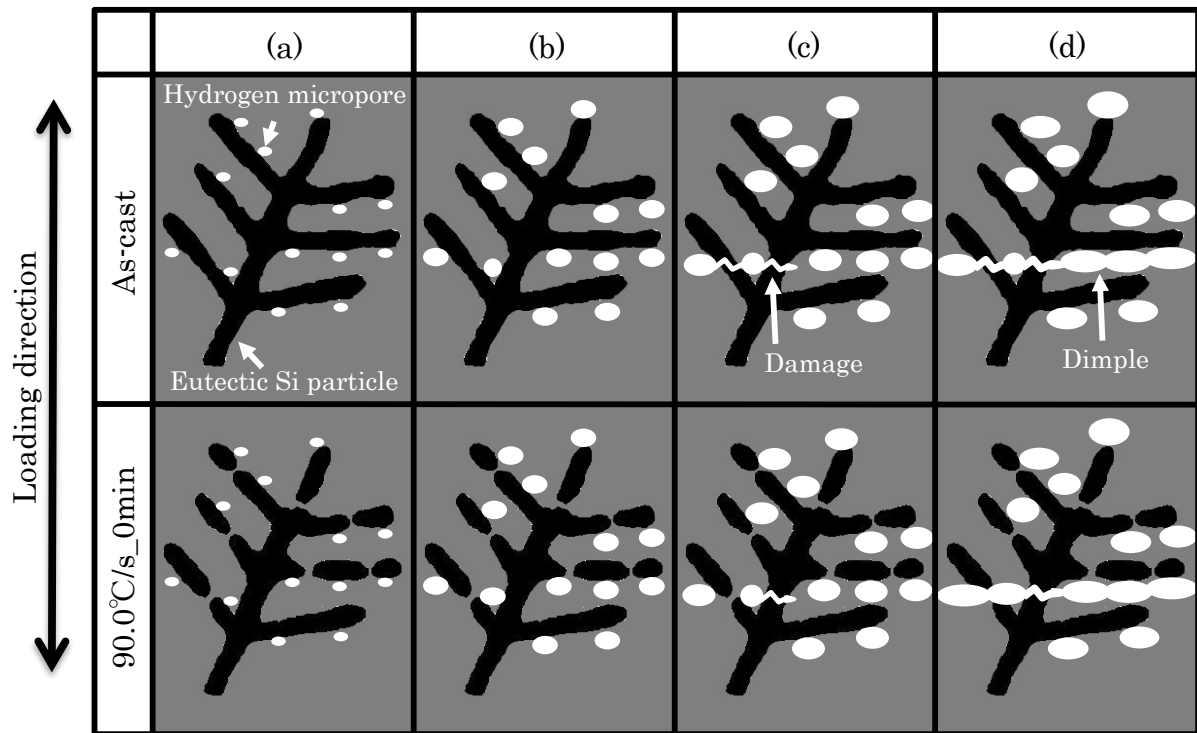 (a)
(b)
(c)
(d)
Loading direction
As-cast
Hydrogen micropore
Eutectic Si particle
Damage
Dimple
90.0℃/s_0min